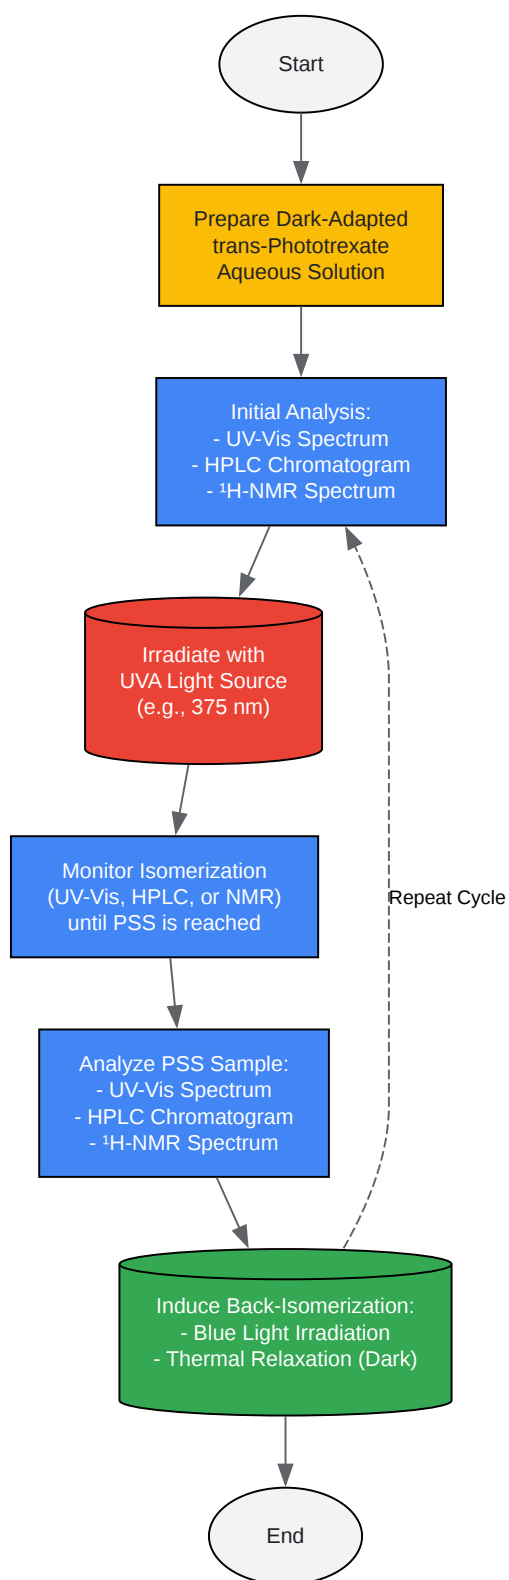 Start
Prepare Dark-Adapted
trans-Phototrexate
Aqueous Solution
Initial Analysis:
- UV-Vis Spectrum
- HPLC Chromatogram
- ¹H-NMR Spectrum
Irradiate with
UVA Light Source
(e.g., 375 nm)
Monitor Isomerization
(UV-Vis, HPLC, or NMR)
until PSS is reached
Repeat Cycle
Analyze PSS Sample:
- UV-Vis Spectrum
- HPLC Chromatogram
- ¹H-NMR Spectrum
Induce Back-Isomerization:
- Blue Light Irradiation
- Thermal Relaxation (Dark)
End